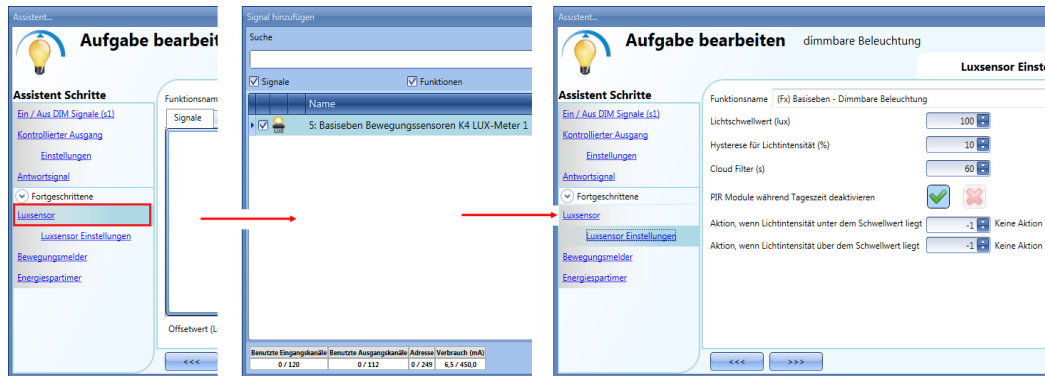 Assistent...
Aufgabe bearbeit
Assistent Schritte
Ein / Aus DIM Signale (s1)
Kontrollierter Ausgang
Einstellungen
Antwortsignal
Fortgeschrittene
Luxsensor
Luxsensor Einstellungen
Bewegungsmelder
Energiespartimer
Funktionsnam
Signale
Offsetwert (L
<<<
Signal hinzufügen
Suche
Signale
Funktionen
Name
5: Basiseben Bewegungssensoren K4 LUX-Meter 1
Benutzte Eingangskanäle Benutzte Ausgangskanäle Adresse Verbrauch (mA)
0 / 120 0 / 112 0 / 249 6,5 / 450,0
Assistent...
Aufgabe bearbeiten dimmbare Beleuchtung
Luxsensor Einste
Assistent Schritte
Ein / Aus DIM Signale (s1)
Kontrollierter Ausgang
Einstellungen
Antwortsignal
Fortgeschrittene
Luxsensor
Luxsensor Einstellungen
Bewegungsmelder
Energiespartimer
Funktionsname (Fx) Basiseben - Dimmbare Beleuchtung
Lichtschwellwert (lux) 100
Hysterese für Lichtintensität (%) 10
Cloud Filter (s) 60
PIR Module während Tageszeit deaktivieren
Aktion, wenn Lichtintensität unter dem Schwellwert liegt -1 Keine Aktion
Aktion, wenn Lichtintensität über dem Schwellwert liegt -1 Keine Aktion
<<< >>>